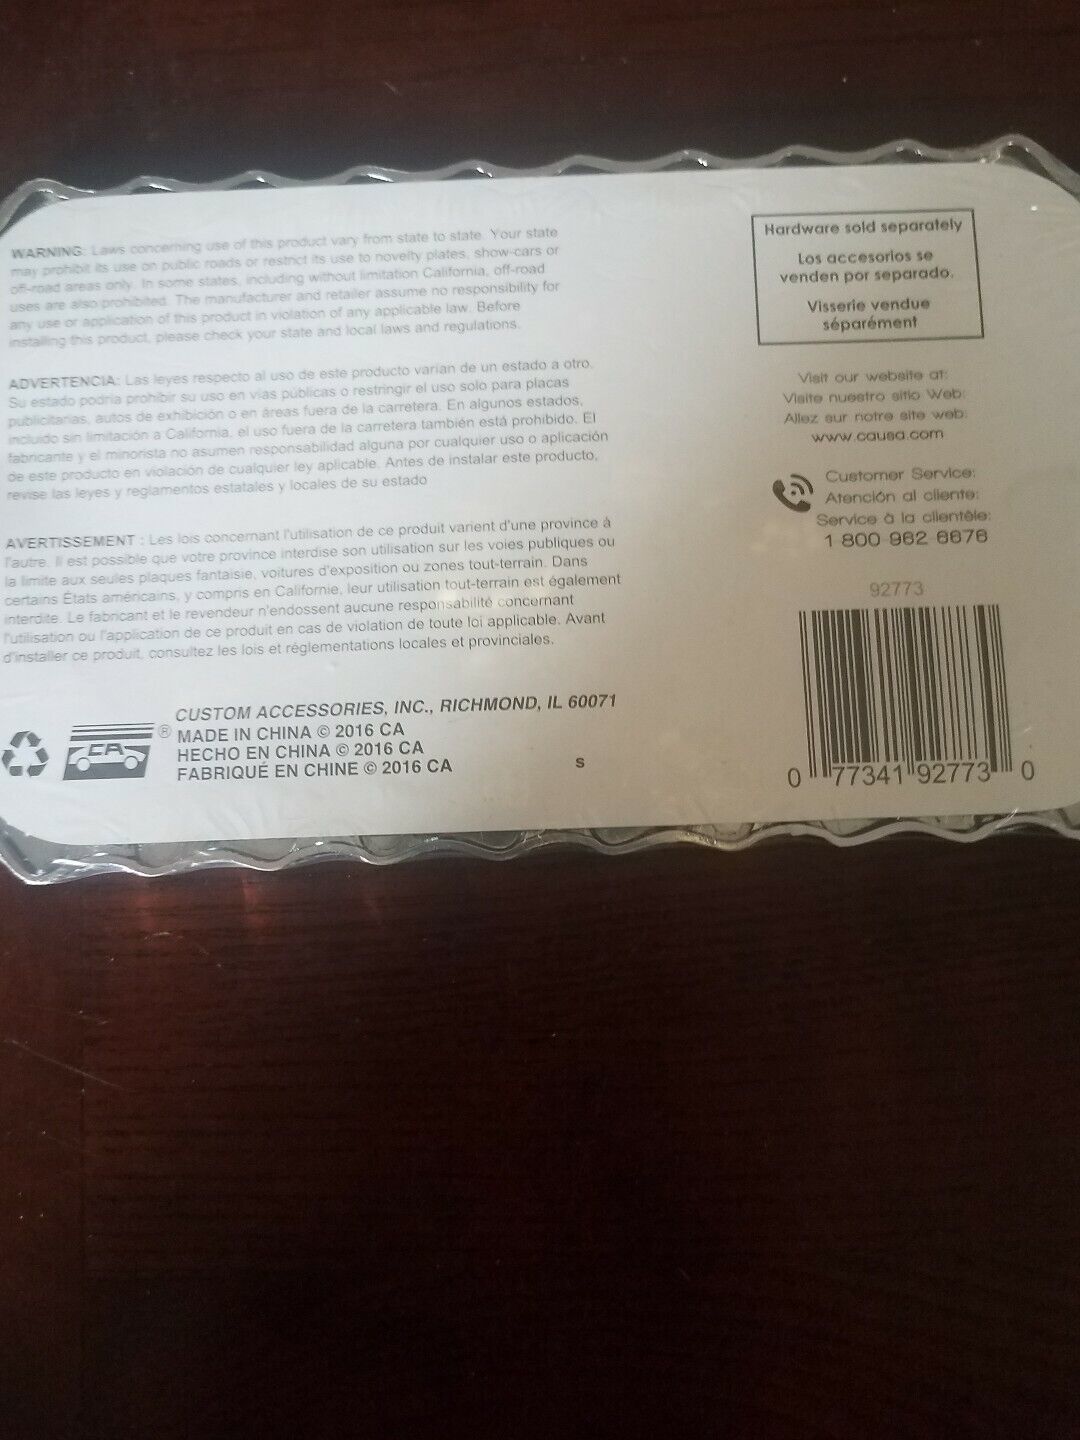 WARNING: Laws concerning use of this product vary from state to state. Your state
may prohibit its use on public roads or restrict its use to novelty plates, show-cars or
off-road areas only. In some states, including without limitation California, off-road
uses are also prohibited. The manufacturer and retailer assume no responsibility for
any use or application of this product in violation of any applicable law. Before
installing this product, please check your state and local laws and regulations.
ADVERTENCIA: Las leyes respecto al uso de este producto varían de un estado a otro.
Su estado podría prohibir su uso en vías públicas o restringir el uso solo para placas
publicitarias, autos de exhibición o en áreas fuera de la carretera. En algunos estados,
incluido sin limitación a California, el uso fuera de la carretera también está prohibido. El
fabricante y el minorista no asumen responsabilidad alguna por cualquier uso o aplicación
de este producto en violación de cualquier ley aplicable. Antes de instalar este producto,
revise las leyes y reglamentos estatales y locales de su estado
AVERTISSEMENT : Les lois concernant l'utilisation de ce produit varient d'une province à
l'autre. Il est possible que votre province interdise son utilisation sur les voies publiques ou
la limite aux seules plaques fantaisie, voitures d'exposition ou zones tout-terrain. Dans
certains États américains, y compris en Californie, leur utilisation tout-terrain est également
interdite. Le fabricant et le revendeur n'endossent aucune responsabilité concernant
l'utilisation ou l'application de ce produit en cas de violation de toute loi applicable. Avant
d'installer ce produit, consultez les lois et réglementations locales et provinciales.
CA ®
CUSTOM ACCESSORIES, INC., RICHMOND, IL 60071
MADE IN CHINA © 2016 CA
HECHO EN CHINA © 2016 CA
FABRIQUÉ EN CHINE © 2016 CA
S
Hardware sold separately
Los accesorios se
venden por separado.
Visserie vendue
séparément
Visit our website at:
Visite nuestro sitio Web:
Allez sur notre site web:
www.causa.com
Customer Service:
Atención al cliente:
Service à la clientèle:
1-800-962-6676
92773
0 77341 92773 0